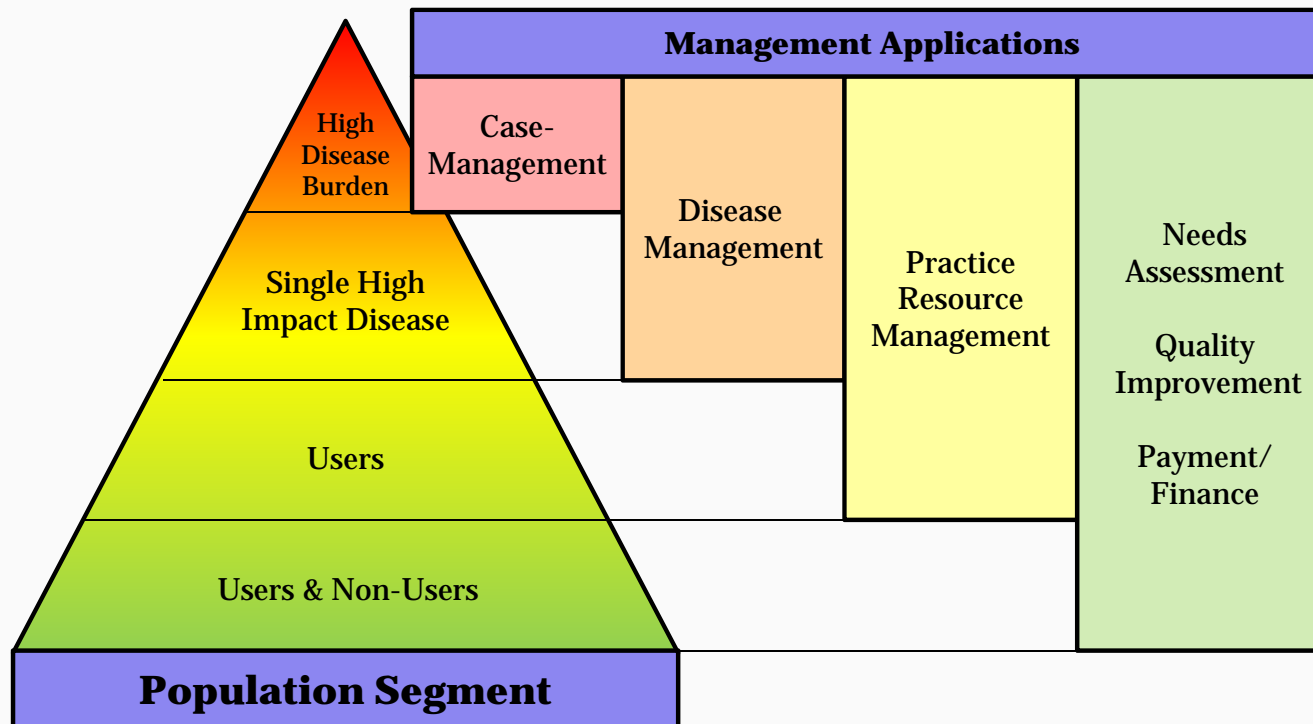 Management Applications
High
Disease
Burden
Case-
Management
Disease
Management
Practice
Resource
Management
Needs
Assessment
Quality
Improvement
Payment/
Finance
Single High
Impact Disease
Users
Users & Non-Users
Population Segment